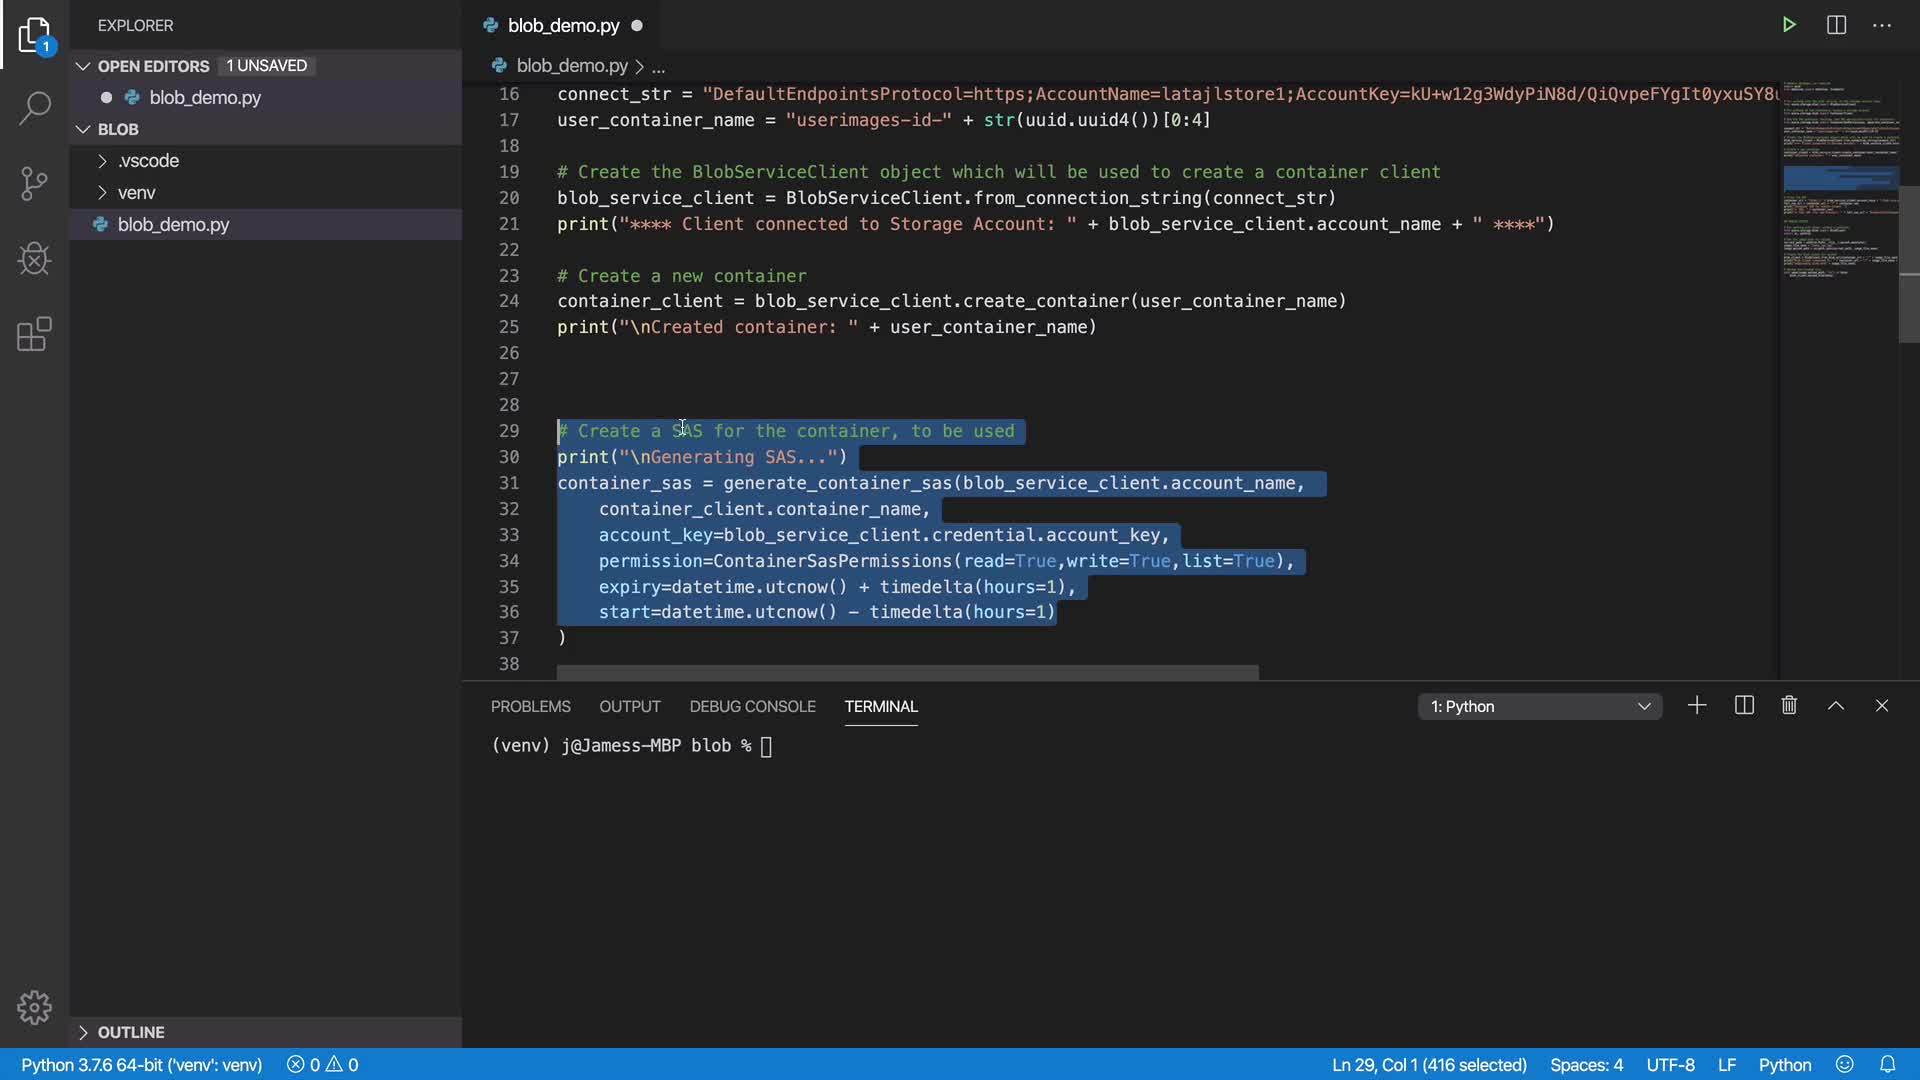 EXPLORER
OPEN EDITORS 1 UNSAVED
blob_demo.py
BLOB
.vscode
venv
blob_demo.py
OUTLINE
1
blob_demo.py
blob_demo.py > ...
16 connect_str = "DefaultEndpointsProtocol=https;AccountName=latajlstore1;AccountKey=
17 user_container_name = "userimages-id-" + str(uuid.uuid4())[0:4]
18
19 # Create the BlobServiceClient object which will be used to create a container client
20 blob_service_client = BlobServiceClient.from_connection_string(connect_str)
21 print("**** Client connected to Storage Account: " + blob_service_client.account_name + " ****")
22
23 # Create a new container
24 container_client = blob_service_client.create_container(user_container_name)
25 print("\nCreated container: " + user_container_name)
26
27
28
29 # Create a SAS for the container, to be used
30 print("\nGenerating SAS...")
31 container_sas = generate_container_sas(blob_service_client.account_name,
32 container_client.container_name,
33 account_key=blob_service_client.credential.account_key,
34 permission=ContainerSasPermissions(read=True,write=True,list=True),
35 expiry=datetime.utcnow() + timedelta(hours=1),
36 start=datetime.utcnow() - timedelta(hours=1)
37 )
38
PROBLEMS OUTPUT DEBUG CONSOLE TERMINAL 1: Python
(venv) j@Jamess-MBP blob %
Python 3.7.6 64-bit ('venv': venv) 0 0 Ln 29, Col 1 (416 selected) Spaces: 4 UTF-8 LF Python